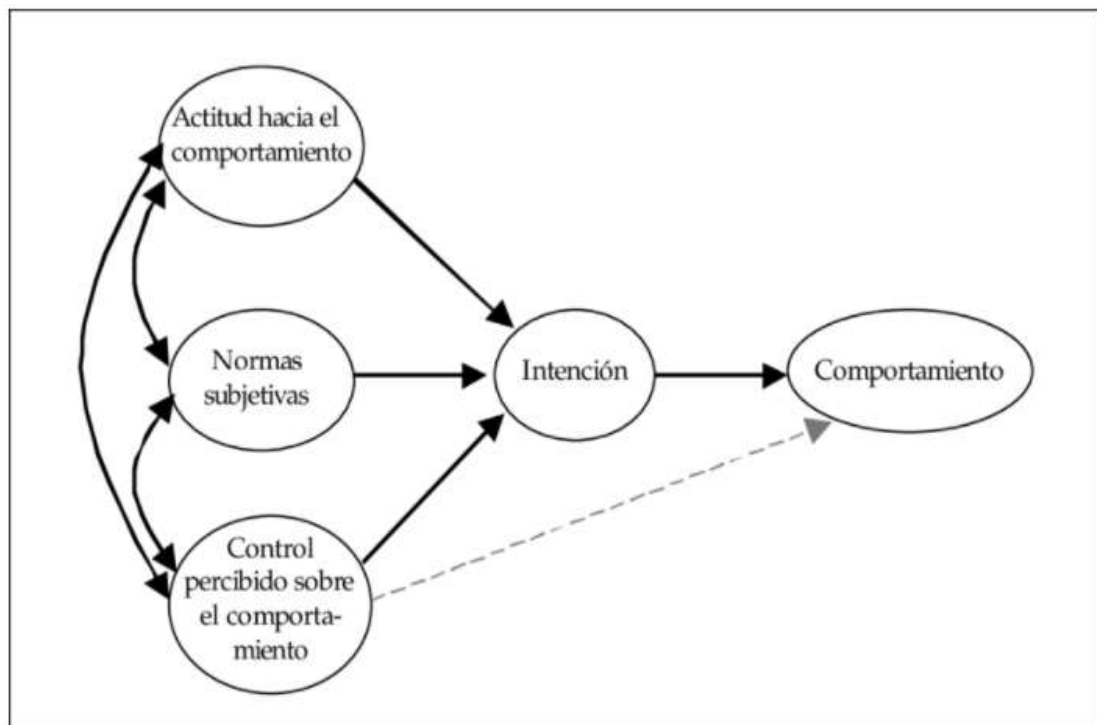 Actitud hacia el
comportamiento
Normas
subjetivas
Intención
Comportamiento
Control
percibido sobre
el comporta-
miento